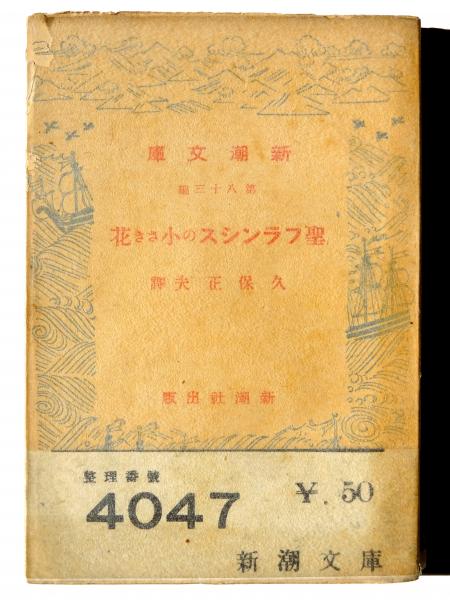 新潮文庫
第八十三編
聖フランシスの小さき花
久保正夫譯
新潮社出版
整理番號
4047
¥.50
新潮文庫